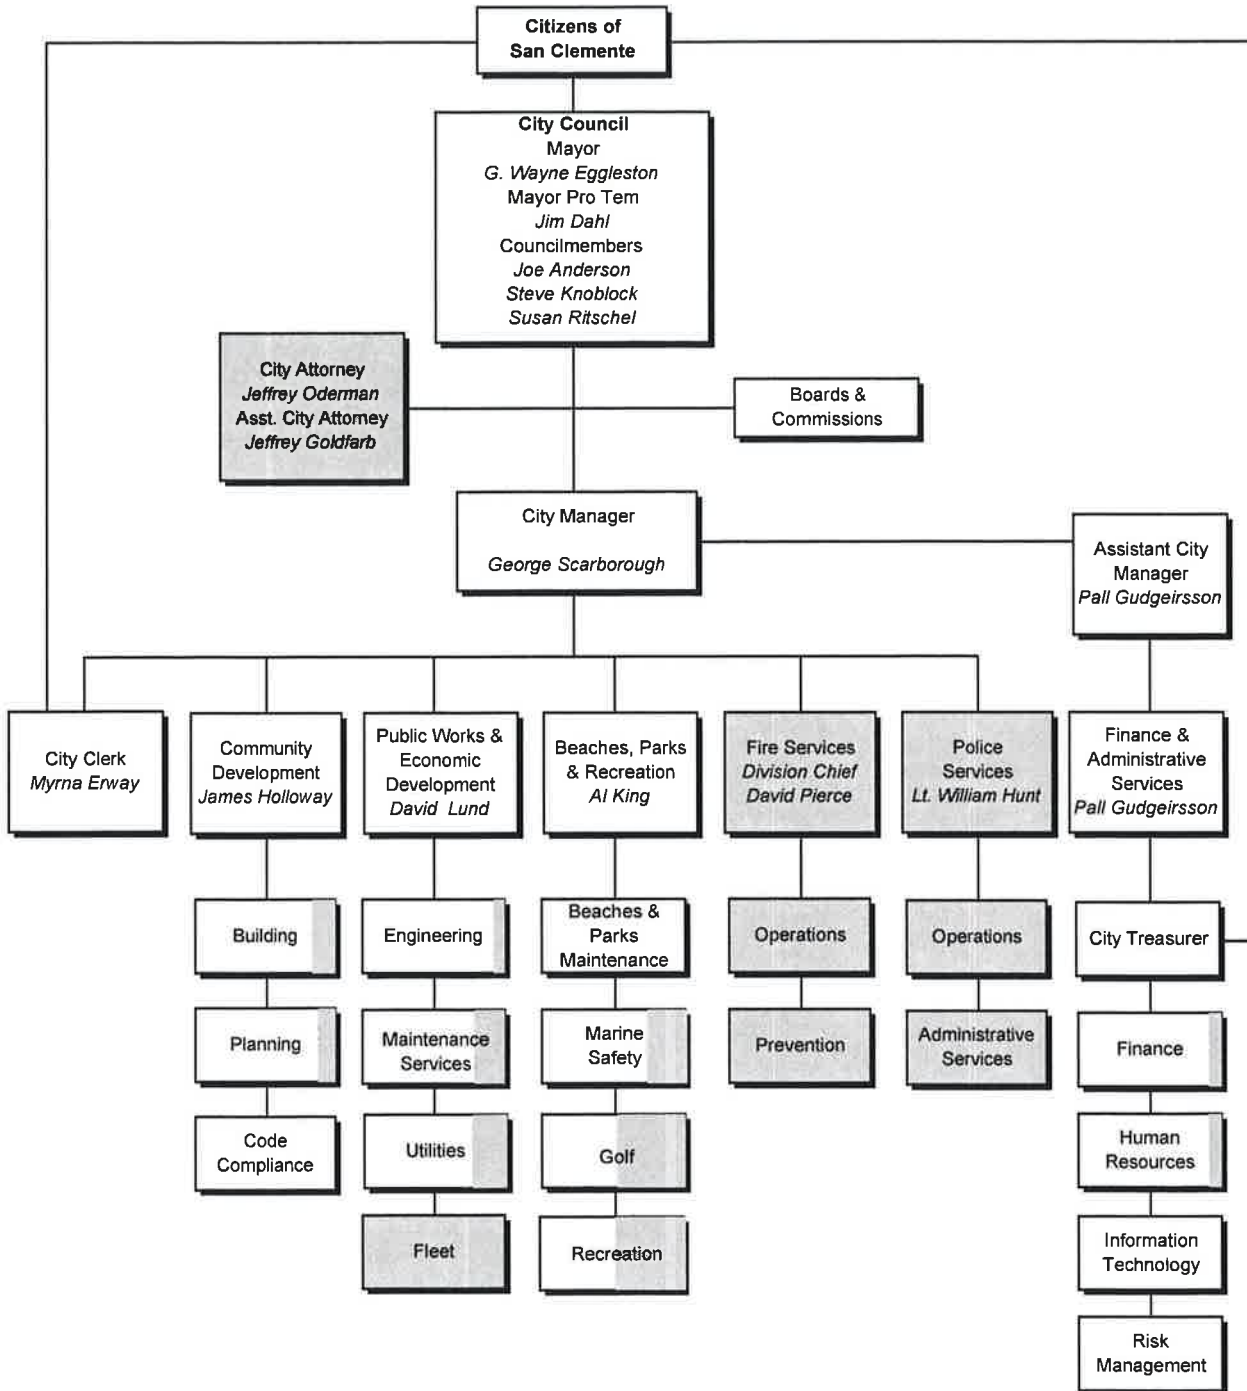 Citizens of
San Clemente
City Council
Mayor
G. Wayne Eggleston
Mayor Pro Tem
Jim Dahl
Councilmembers
Joe Anderson
Steve Knoblock
Susan Ritschel
City Attorney
Jeffrey Oderman
Asst. City Attorney
Jeffrey Goldfarb
Boards &
Commissions
City Manager
George Scarborough
Assistant City
Manager
Pall Gudgeirsson
City Clerk
Myrna Erway
Community
Development
James Holloway
Public Works &
Economic
Development
David Lund
Beaches, Parks
& Recreation
Al King
Fire Services
Division Chief
David Pierce
Police
Services
Lt. William Hunt
Finance &
Administrative
Services
Pall Gudgeirsson
Building
Planning
Code
Compliance
Engineering
Maintenance
Services
Utilities
Fleet
Beaches &
Parks
Maintenance
Marine
Safety
Golf
Recreation
Operations
Prevention
Operations
Administrative
Services
City Treasurer
Finance
Human
Resources
Information
Technology
Risk
Management